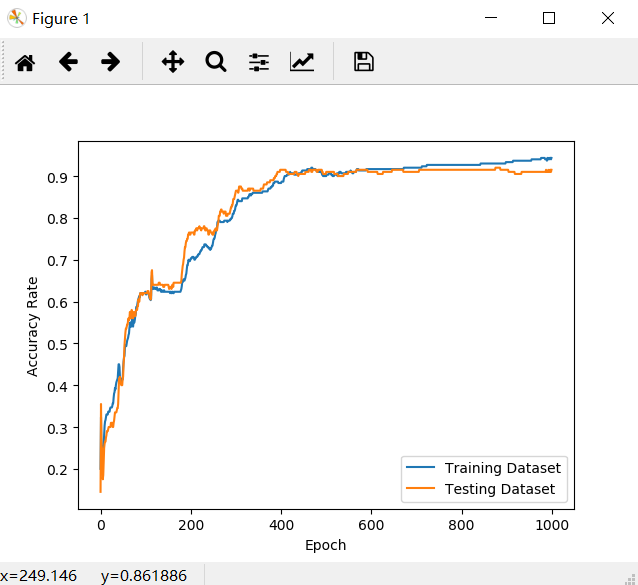 Figure 1
0.9
0.8
0.7
0.6
0.5
0.4
0.3
0.2
Accuracy Rate
Training Dataset
Testing Dataset
0 200 400 600 800 1000
Epoch
x=249.146 y=0.861886